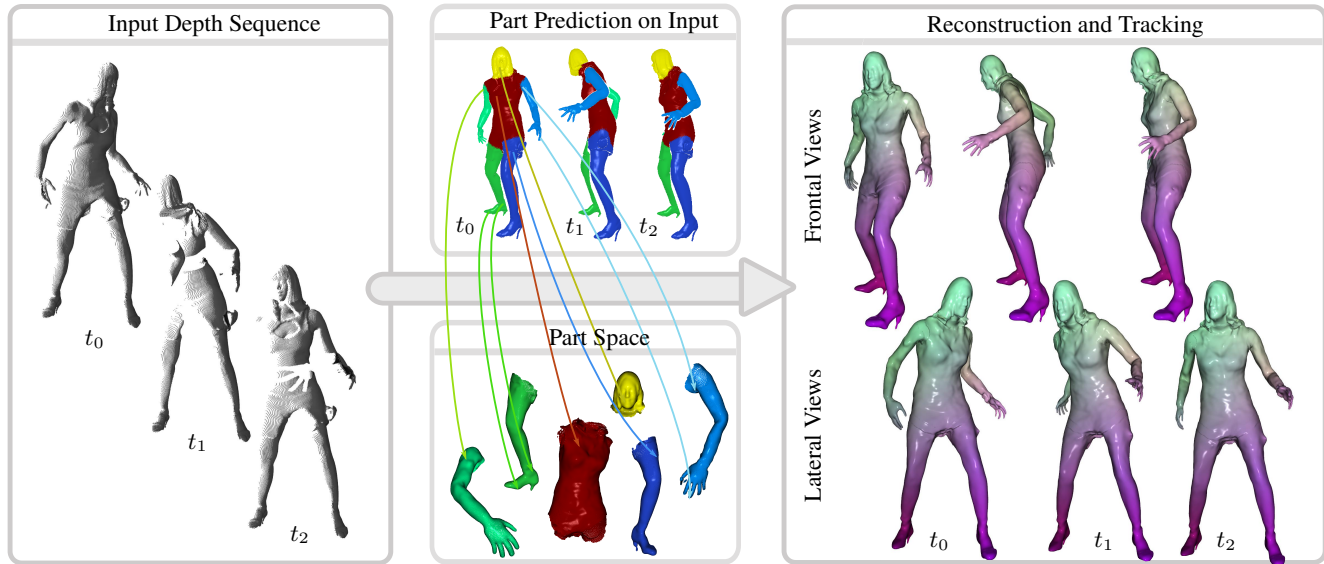 Input Depth Sequence
t0
t1
t2
Part Prediction on Input
t0
t1
t2
Part Space
Reconstruction and Tracking
Frontal Views
Lateral Views
t0
t1
t2